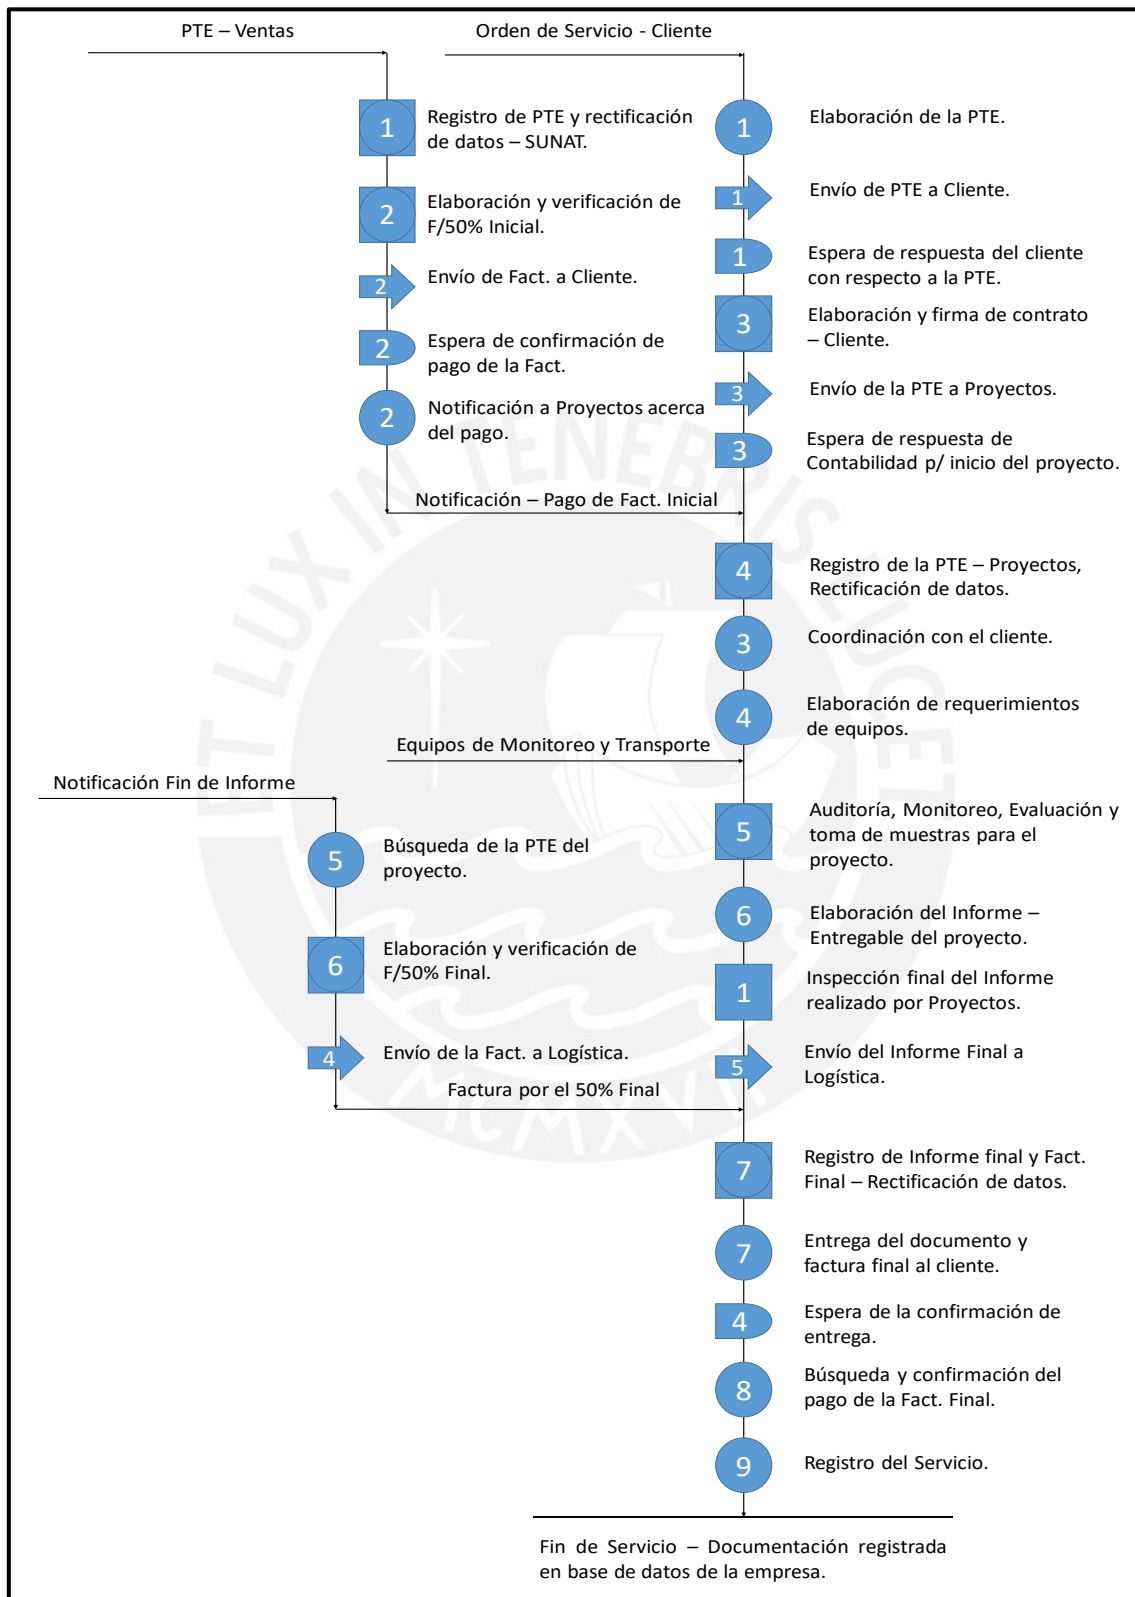 PTE – Ventas
Orden de Servicio - Cliente
1
Registro de PTE y rectificación
de datos – SUNAT.
2
Elaboración y verificación de
F/50% Inicial.
2
Envío de Fact. a Cliente.
2
Espera de confirmación de
pago de la Fact.
2
Notificación a Proyectos acerca
del pago.
Notificación – Pago de Fact. Inicial
1
Elaboración de la PTE.
1
Envío de PTE a Cliente.
1
Espera de respuesta del cliente
con respecto a la PTE.
3
Elaboración y firma de contrato
– Cliente.
3
Envío de la PTE a Proyectos.
3
Espera de respuesta de
Contabilidad p/ inicio del proyecto.
4
Registro de la PTE – Proyectos,
Rectificación de datos.
3
Coordinación con el cliente.
4
Elaboración de requerimientos
de equipos.
Equipos de Monitoreo y Transporte
Notificación Fin de Informe
5
Búsqueda de la PTE del
proyecto.
6
Elaboración y verificación de
F/50% Final.
4
Envío de la Fact. a Logística.
Factura por el 50% Final
5
Auditoría, Monitoreo, Evaluación y
toma de muestras para el
proyecto.
6
Elaboración del Informe –
Entregable del proyecto.
1
Inspección final del Informe
realizado por Proyectos.
5
Envío del Informe Final a
Logística.
7
Registro de Informe final y Fact.
Final – Rectificación de datos.
7
Entrega del documento y
factura final al cliente.
4
Espera de la confirmación de
entrega.
8
Búsqueda y confirmación del
pago de la Fact. Final.
9
Registro del Servicio.
Fin de Servicio – Documentación registrada
en base de datos de la empresa.
ET LUX IN TENEBRIS LUCET
MCMXVII